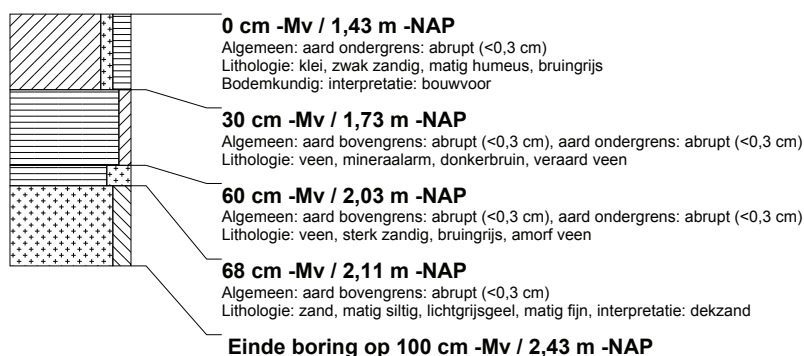 0 cm -Mv / 1,43 m -NAP
Algemeen: aard ondergrens: abrupt (<0,3 cm)
Lithologie: klei, zwak zandig, matig humeus, bruingrijs
Bodemkundig: interpretatie: bouwvoor
30 cm -Mv / 1,73 m -NAP
Algemeen: aard bovengrens: abrupt (<0,3 cm), aard ondergrens: abrupt (<0,3 cm)
Lithologie: veen, mineraalarm, donkerbruin, veraard veen
60 cm -Mv / 2,03 m -NAP
Algemeen: aard bovengrens: abrupt (<0,3 cm), aard ondergrens: abrupt (<0,3 cm)
Lithologie: veen, sterk zandig, bruingrijs, amorf veen
68 cm -Mv / 2,11 m -NAP
Algemeen: aard bovengrens: abrupt (<0,3 cm)
Lithologie: zand, matig siltig, lichtgrijsgeel, matig fijn, interpretatie: dekzand
Einde boring op 100 cm -Mv / 2,43 m -NAP